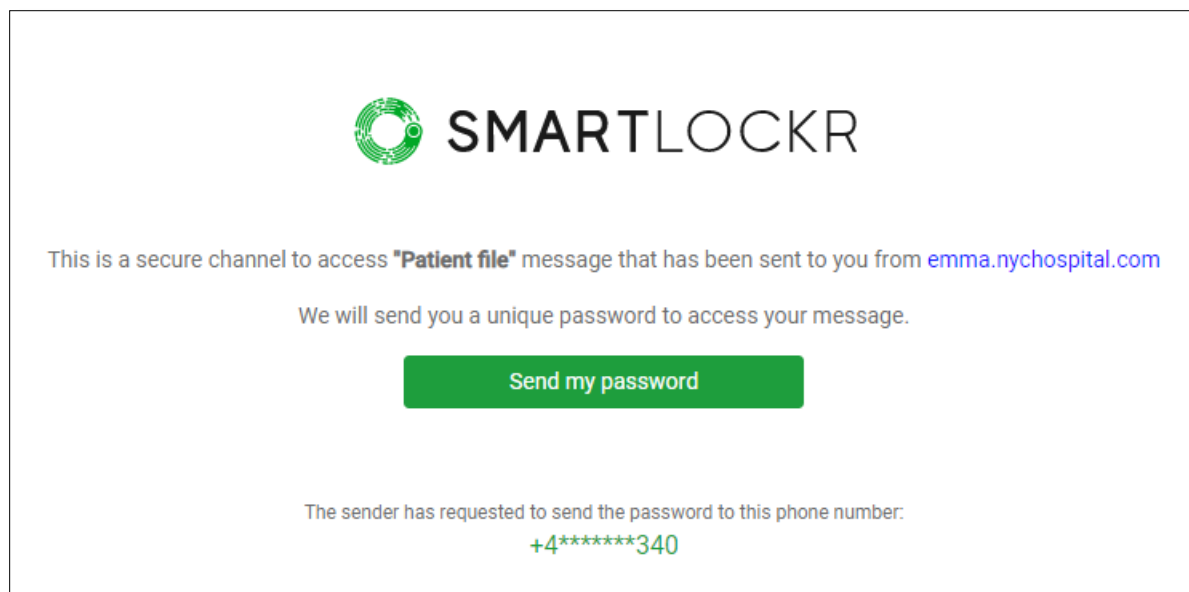 SMARTLOCKR
This is a secure channel to access "Patient file" message that has been sent to you from emma.nychospital.com
We will send you a unique password to access your message.
Send my password
The sender has requested to send the password to this phone number:
+4*******340